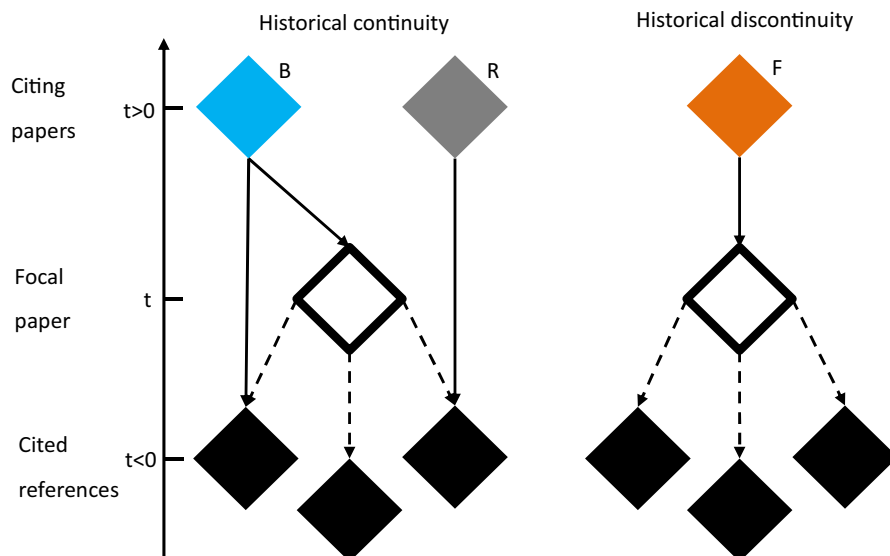 Historical continuity
Historical discontinuity
B
R
F
Citing
papers
t>0
Focal
paper
t
Cited
references
t<0